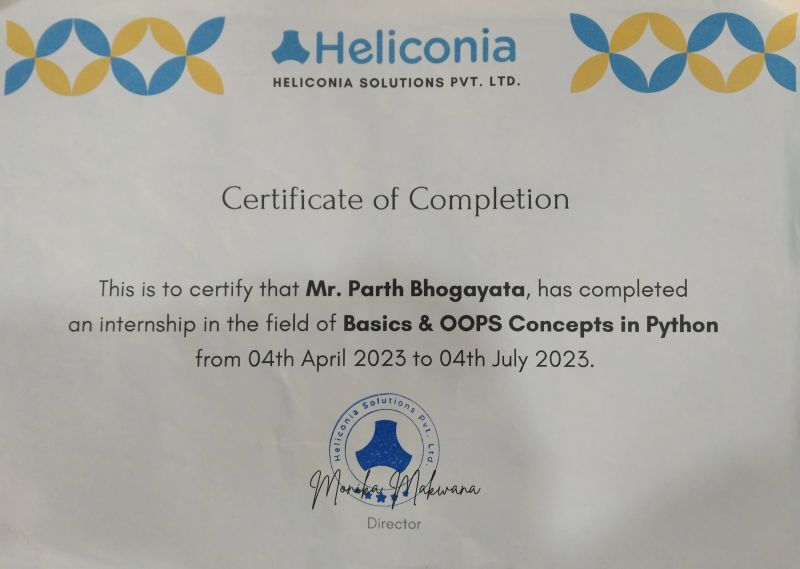 Heliconia
HELICONIA SOLUTIONS PVT. LTD.
Certificate of Completion
This is to certify that Mr. Parth Bhogayata, has completed
an internship in the field of Basics & OOPS Concepts in Python
from 04th April 2023 to 04th July 2023.
Heliconia Solutions Pvt. Ltd.
Monika Makwana
Director